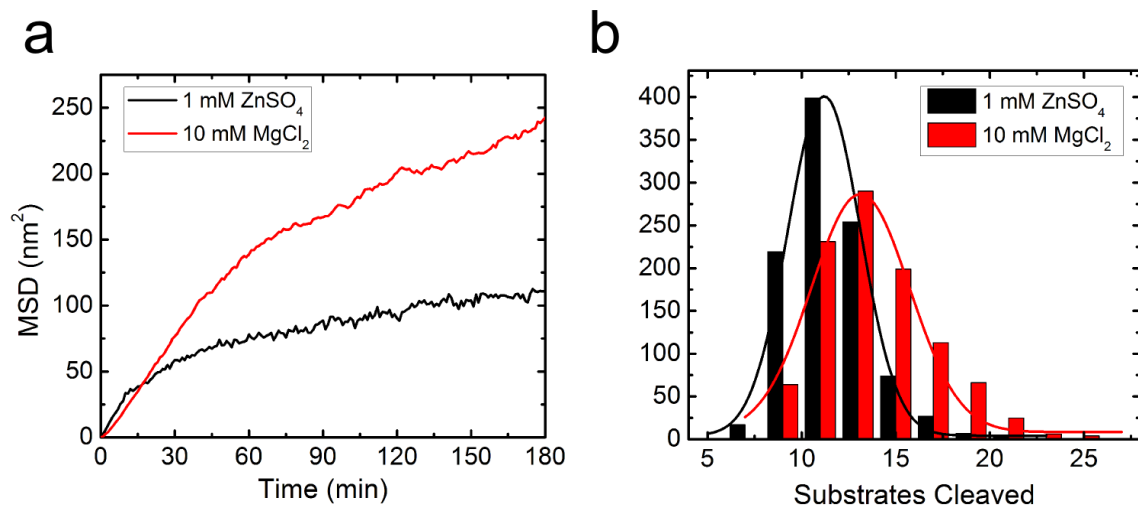 a
MSD (nm²)
250
200
150
100
50
0
1 mM ZnSO₄
10 mM MgCl₂
0 30 60 90 120 150 180
Time (min)
b
400
350
300
250
200
150
100
50
0
1 mM ZnSO₄
10 mM MgCl₂
5 10 15 20 25
Substrates Cleaved